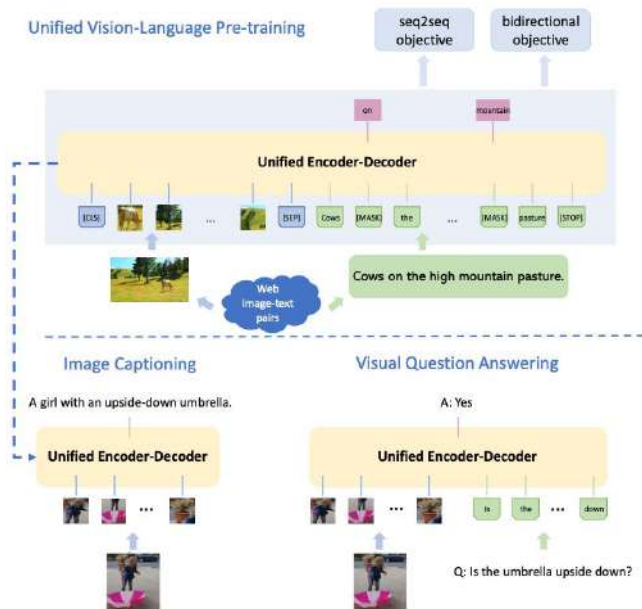 Unified Vision-Language Pre-training
seq2seq
objective
bidirectional
objective
on
mountain
Unified Encoder-Decoder
[CLS]
...
[SEP]
Cows
[MASK]
the
...
[MASK]
pasture
[STOP]
Web
image-text
pairs
Cows on the high mountain pasture.
Image Captioning
A girl with an upside-down umbrella.
Unified Encoder-Decoder
...
Visual Question Answering
A: Yes
Unified Encoder-Decoder
...
Is
the
...
down
Q: Is the umbrella upside down?